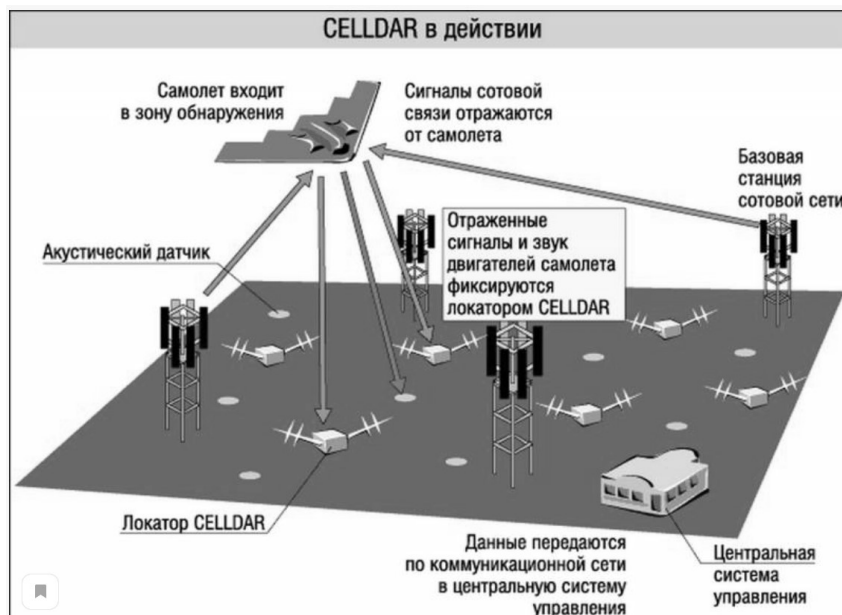 CELLDAR в действии
Самолет входит
в зону обнаружения
Сигналы сотовой
связи отражаются
от самолета
Базовая
станция
сотовой сети
Отраженные
сигналы и звук
двигателей самолета
фиксируются
локатором CELLDAR
Акустический датчик
Локатор CELLDAR
Данные передаются
по коммуникационной сети
в центральную систему
управления
Центральная
система
управления